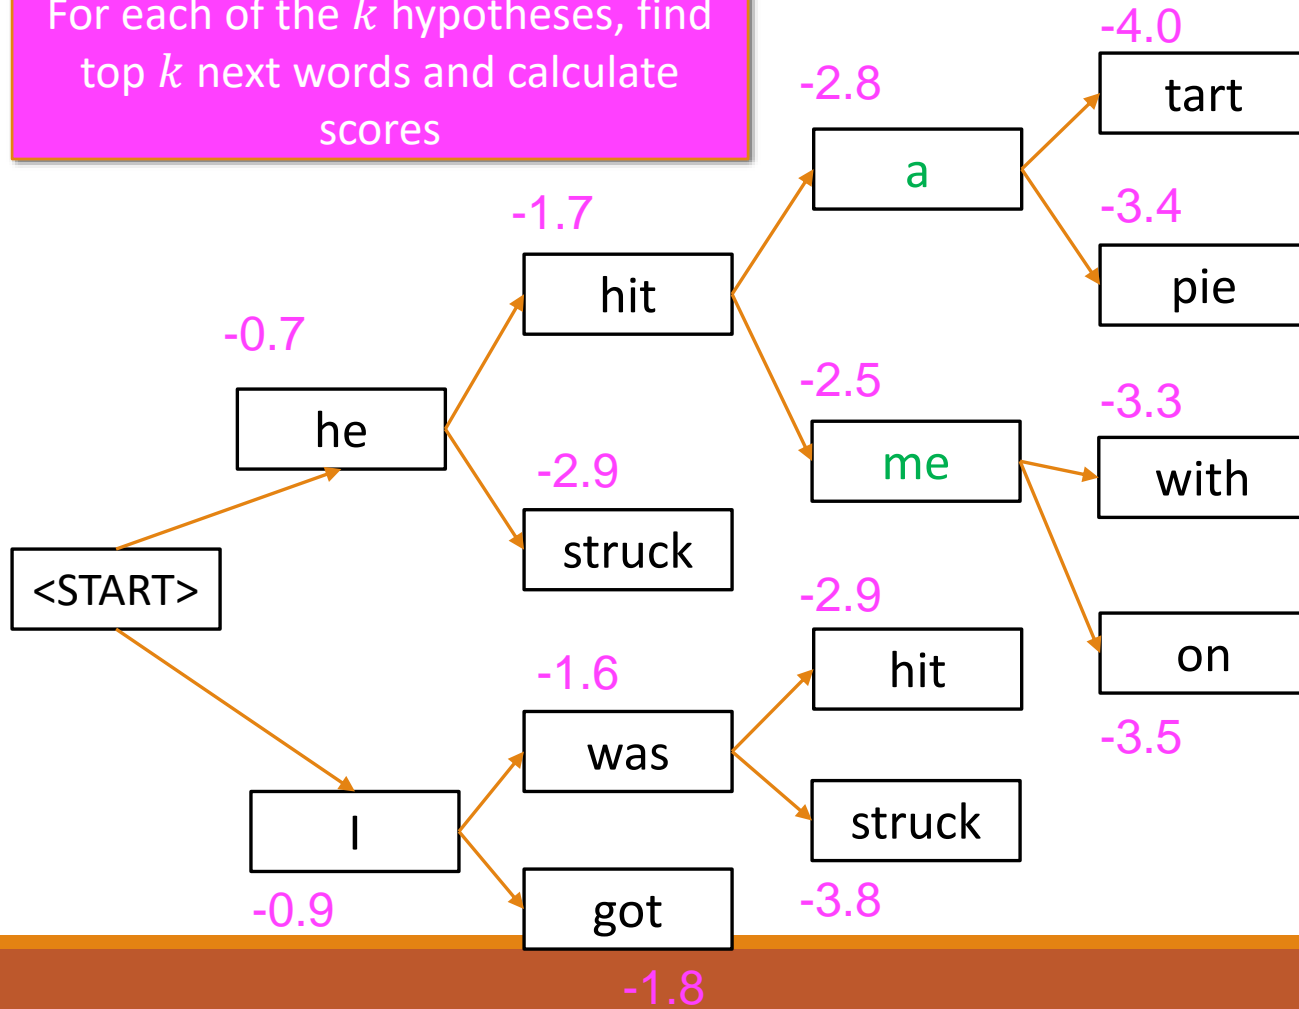 For each of the k hypotheses, find
top k next words and calculate
scores
-4.0
tart
-2.8
a
-3.4
pie
-1.7
hit
-0.7
he
-2.5
me
-3.3
with
-2.9
struck
<START>
-2.9
hit
on
-3.5
-1.6
was
struck
-3.8
I
-0.9
got
-1.8